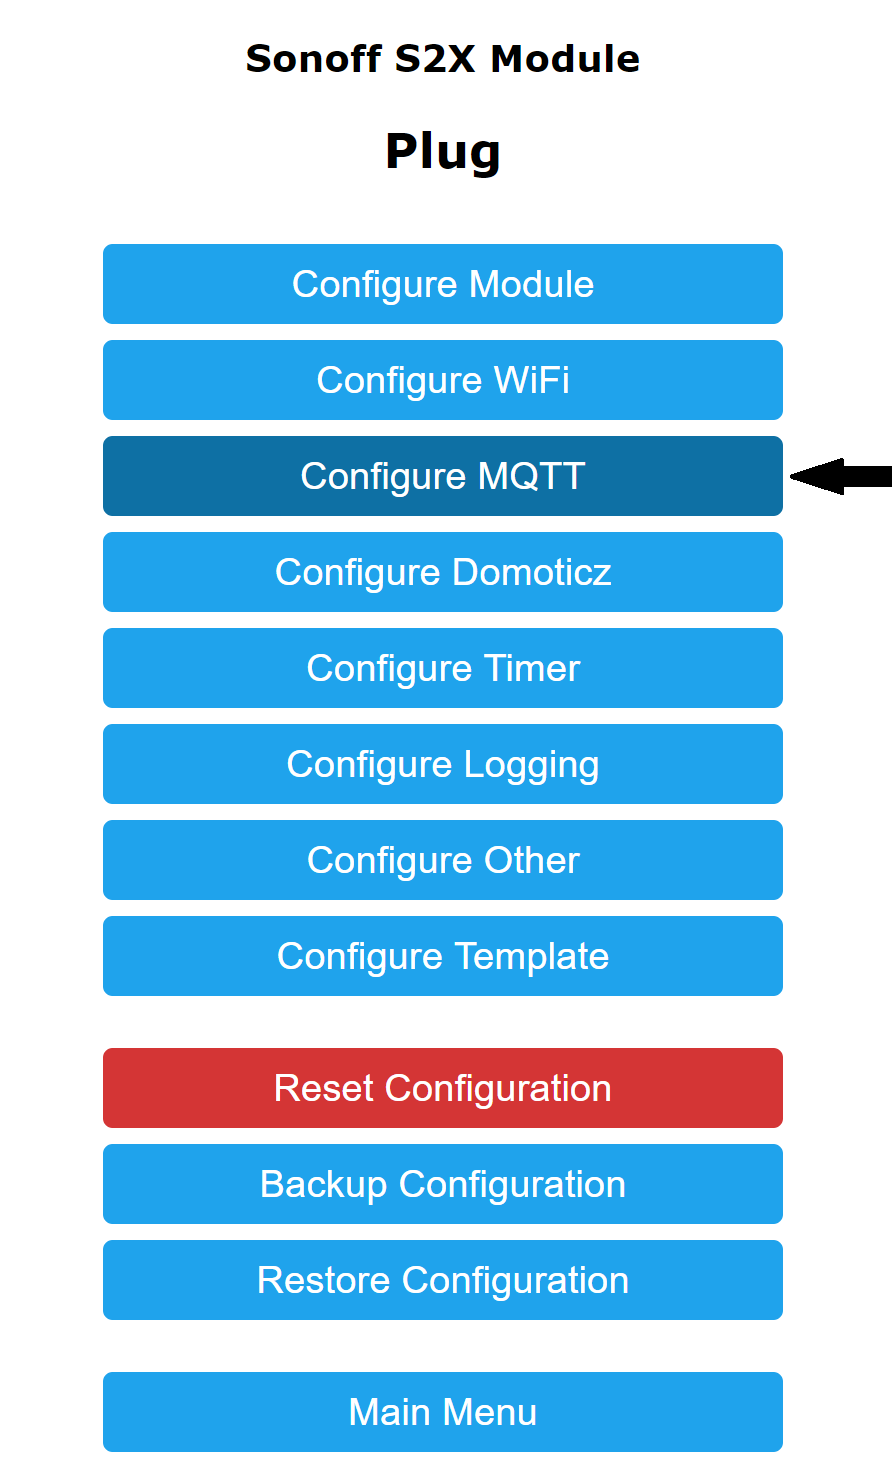 Sonoff S2X Module
Plug
Configure Module
Configure WiFi
Configure MQTT
Configure Domoticz
Configure Timer
Configure Logging
Configure Other
Configure Template
Reset Configuration
Backup Configuration
Restore Configuration
Main Menu